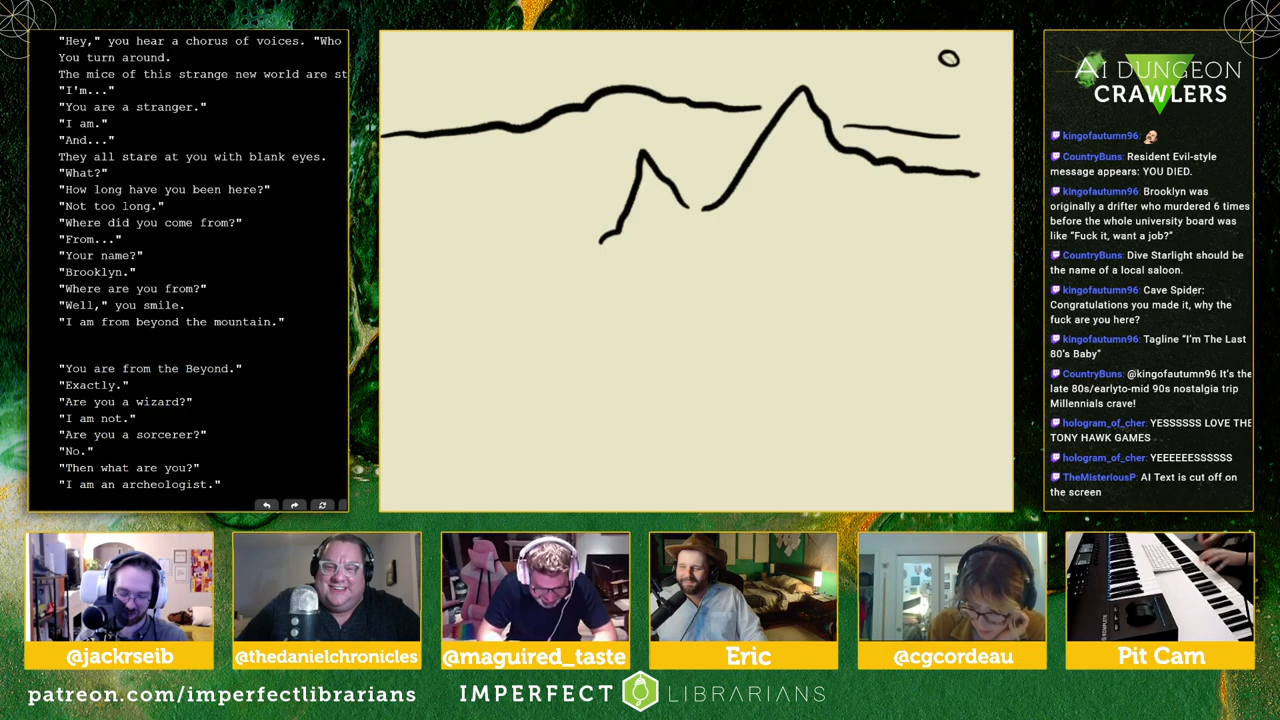 "Hey," you hear a chorus of voices. "Who
You turn around.
The mice of this strange new world are st
"I'm..."
"You are a stranger."
"I am."
"And..."
They all stare at you with blank eyes.
"What?"
"How long have you been here?"
"Not too long."
"Where did you come from?"
"From..."
"Your name?"
"Brooklyn."
"Where are you from?"
"Well," you smile.
"I am from beyond the mountain."
"You are from the Beyond."
"Exactly."
"Are you a wizard?"
"I am not."
"Are you a sorcerer?"
"No."
"Then what are you?"
"I am an archeologist."
AI DUNGEON
CRAWLERS
kingofautumn96:
CountryBuns: Resident Evil-style
message appears: YOU DIED.
kingofautumn96: Brooklyn was
originally a drifter who murdered 6 times
before the whole university board was
like “Fuck it, want a job?”
CountryBuns: Dive Starlight should be
the name of a local saloon.
kingofautumn96: Cave Spider:
Congratulations you made it, why the
fuck are you here?
kingofautumn96: Tagline “I’m The Last
80’s Baby”
CountryBuns: @kingofautumn96 It's the
late 80s/earlyto-mid 90s nostalgia trip
Millennials crave!
hologram_of_cher: YESSSSSS LOVE THE
TONY HAWK GAMES
hologram_of_cher: YEEEEEESSSSSS
TheMisteriousP: AI Text is cut off on
the screen
@jackrseib
@thedanielchronicles
@maguired_taste
Eric
@cgcordeau
Pit Cam
patreon.com/imperfectlibrarians
IMPERFECT LIBRARIANS